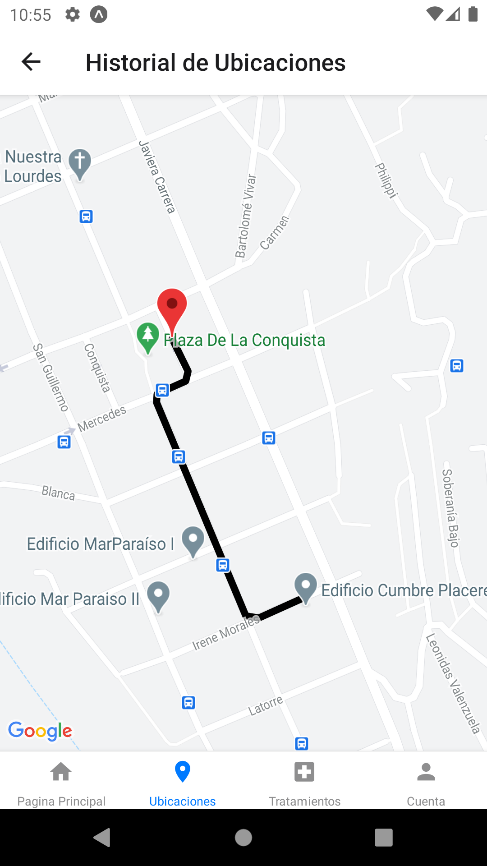 10:55
Historial de Ubicaciones
Nuestra
Lourdes
Javiera Carrera
Bartolomé Vivar
Carmen
Philippi
Plaza De La Conquista
San Guillermo
Conquista
Mercedes
Blanca
Soberanía Bajo
Edificio MarParaíso I
Edificio Cumbre Placere
ificio Mar Paraiso II
Irene Morales
Leonidas Valenzuela
Latorre
Google
Pagina Principal
Ubicaciones
Tratamientos
Cuenta